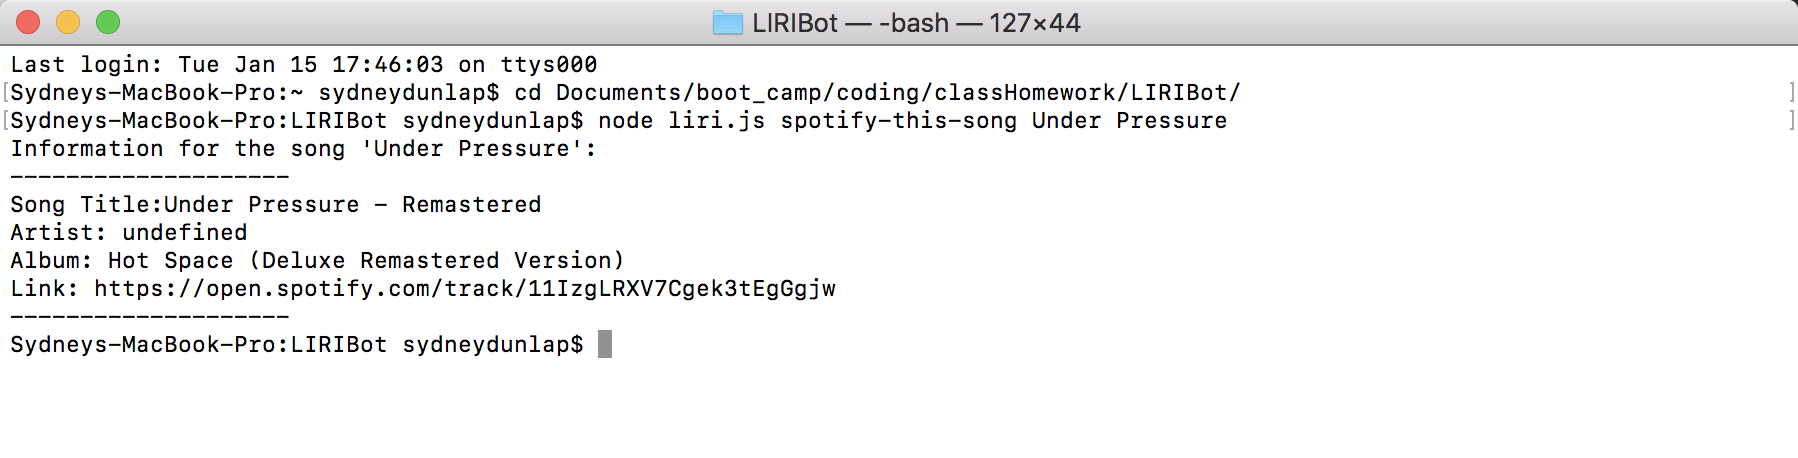 LIRIBot — -bash — 127×44
Last login: Tue Jan 15 17:46:03 on ttys000
[Sydneys-MacBook-Pro:~ sydneydunlap$ cd Documents/boot_camp/coding/classHomework/LIRIBot/ ]
[Sydneys-MacBook-Pro:LIRIBot sydneydunlap$ node liri.js spotify-this-song Under Pressure ]
Information for the song 'Under Pressure':
--------------------
Song Title:Under Pressure - Remastered
Artist: undefined
Album: Hot Space (Deluxe Remastered Version)
Link: https://open.spotify.com/track/11IzgLRXV7Cgek3tEgGgjw
--------------------
Sydneys-MacBook-Pro:LIRIBot sydneydunlap$